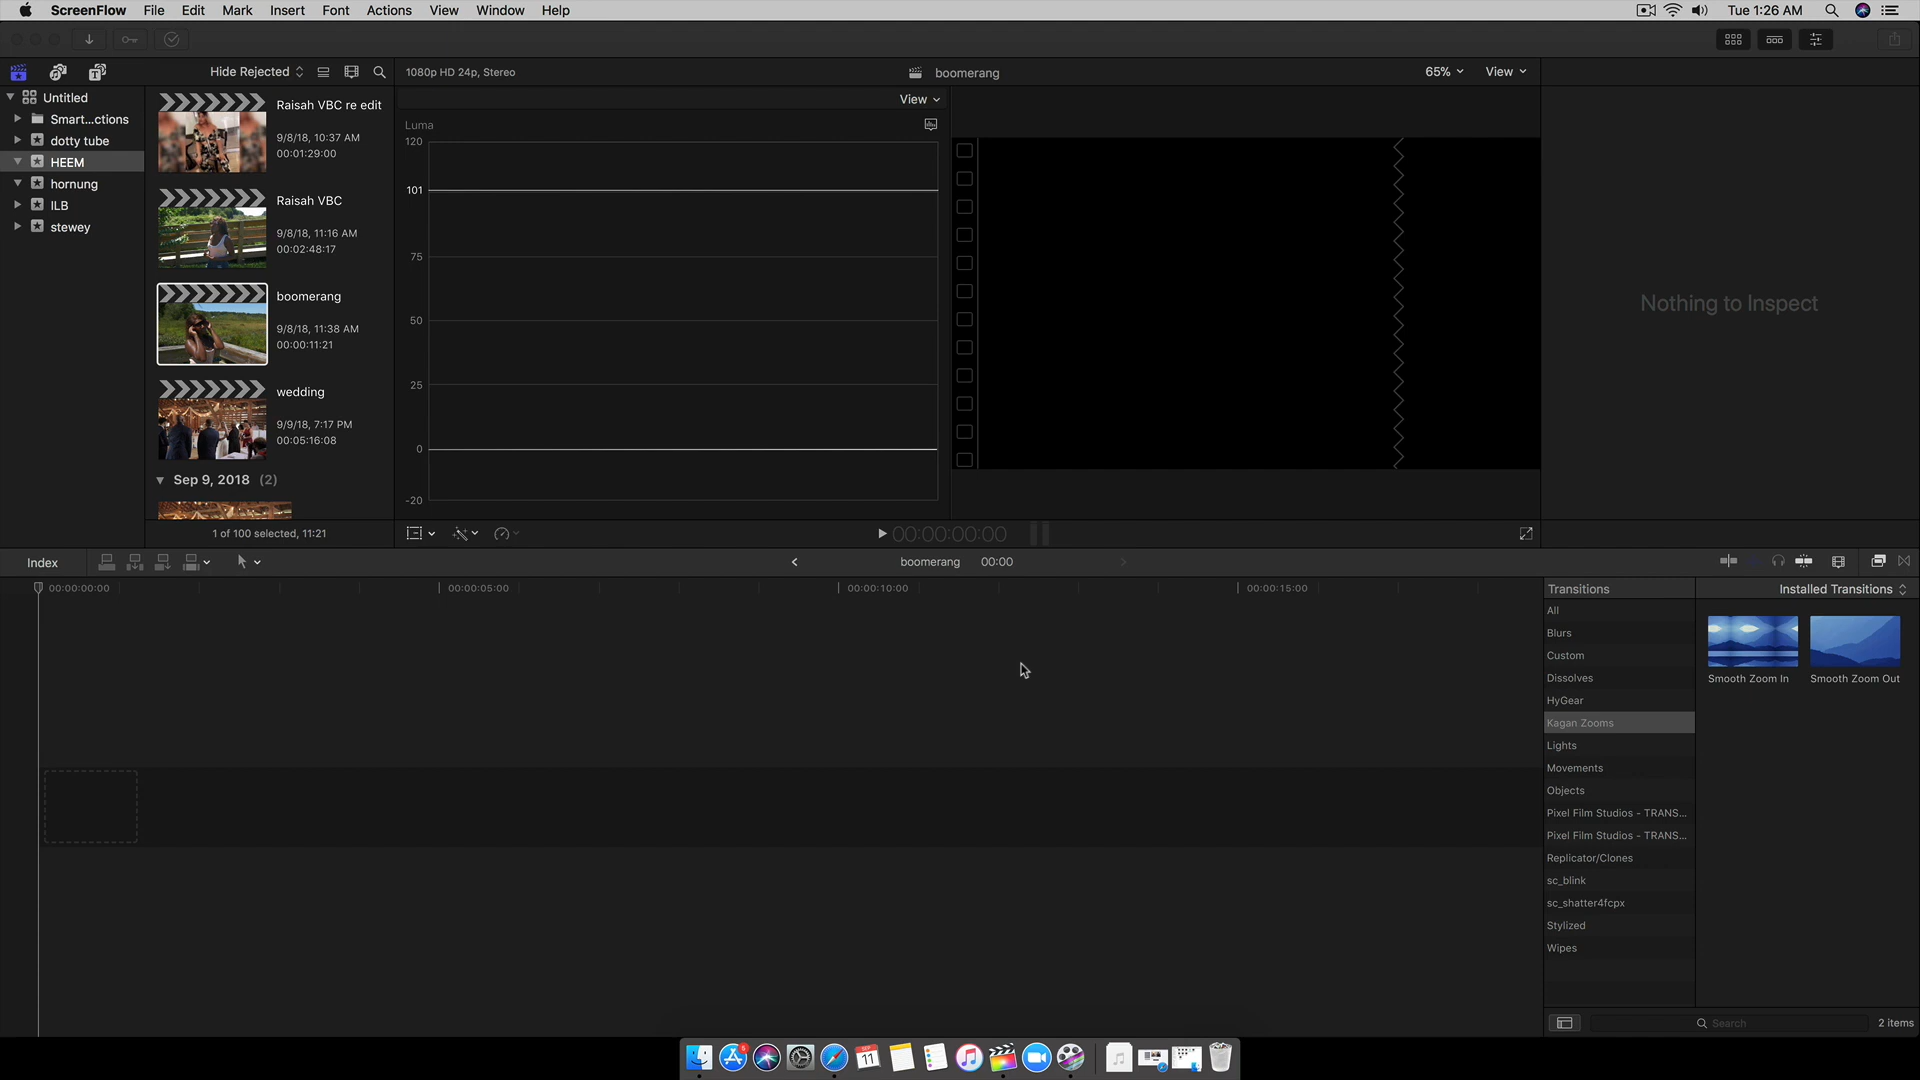 ScreenFlow File Edit Mark Insert Font Actions View Window Help
Tue 1:26 AM
Hide Rejected
1080p HD 24p, Stereo
boomerang
65%
View
Untitled
Smart...ctions
dotty tube
HEEM
hornung
ILB
stewey
Raisah VBC re edit
9/8/18, 10:37 AM
00:01:29:00
Raisah VBC
9/8/18, 11:16 AM
00:02:48:17
boomerang
9/8/18, 11:38 AM
00:00:11:21
wedding
9/9/18, 7:17 PM
00:05:16:08
Sep 9, 2018 (2)
1 of 100 selected, 11:21
View
Luma
120
101
75
50
25
0
-20
00:00:00:00
Nothing to Inspect
Index
boomerang 00:00
00:00:00:00
00:00:05:00
00:00:10:00
00:00:15:00
Transitions
Installed Transitions
All
Blurs
Custom
Dissolves
HyGear
Kagan Zooms
Lights
Movements
Objects
Pixel Film Studios - TRANS...
Pixel Film Studios - TRANS...
Replicator/Clones
sc_blink
sc_shatter4fcpx
Stylized
Wipes
Smooth Zoom In
Smooth Zoom Out
Search
2 items
SEP
11